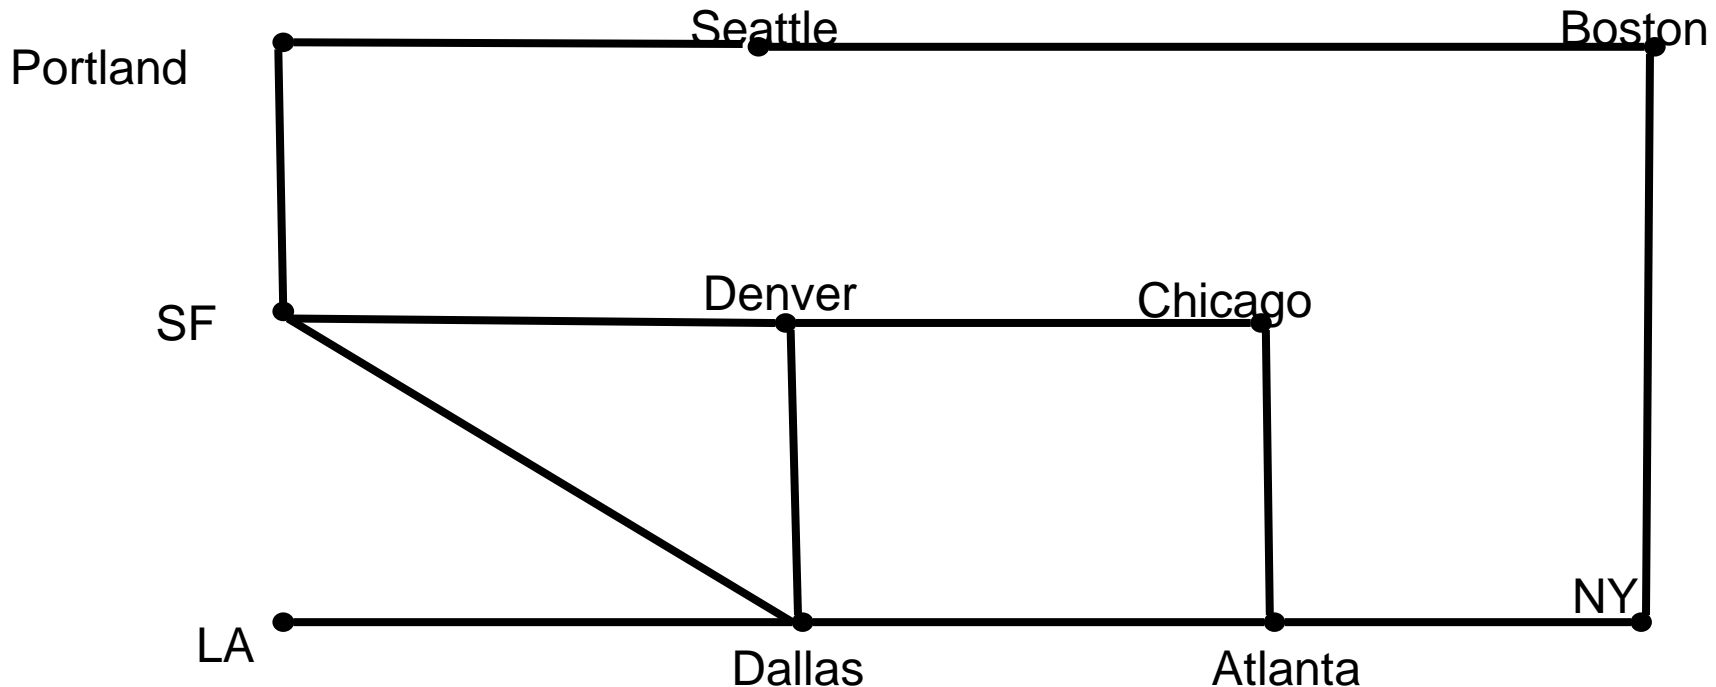 Seattle
Boston
Portland
Denver
Chicago
SF
NY
LA
Dallas
Atlanta